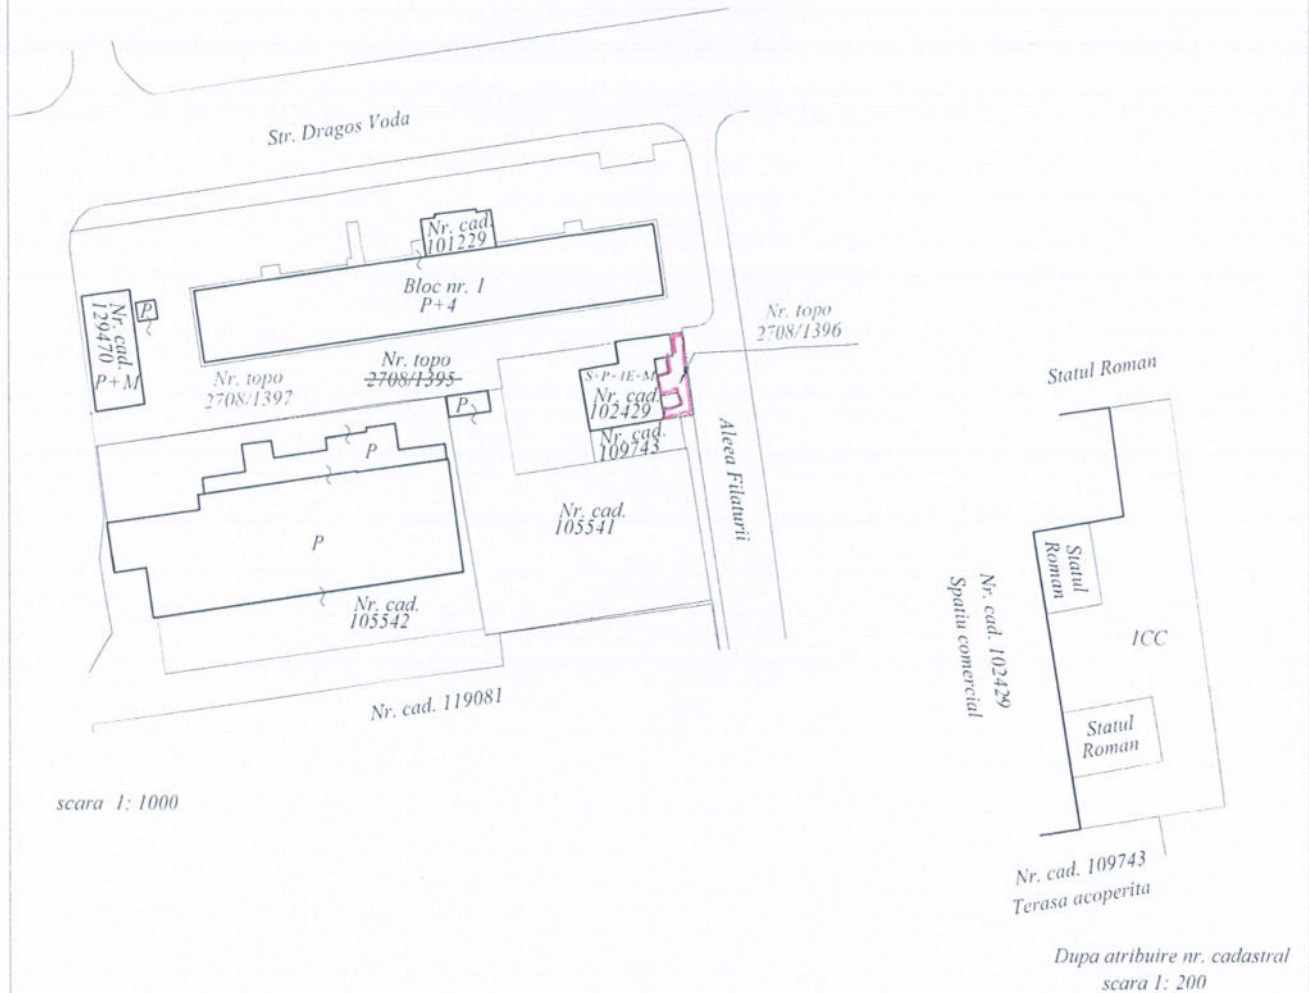 Str. Dragos Voda
Nr. cad.
101229
Bloc nr. 1
P+4
Nr. cad.
129470
P+M
P
Nr. topo
2708/1397
Nr. topo
2708/1395
P
Nr. topo
2708/1396
S+P+1E+M
Nr. cad.
102429
Nr. cad.
109743
Aleea Filaturii
P
P
Nr. cad.
105541
Nr. cad.
105542
Nr. cad. 119081
scara 1: 1000
Statul Roman
Statul
Roman
ICC
Nr. cad. 102429
Spatiu comercial
Statul
Roman
Nr. cad. 109743
Terasa acoperita
Dupa atribuire nr. cadastral
scara 1: 200